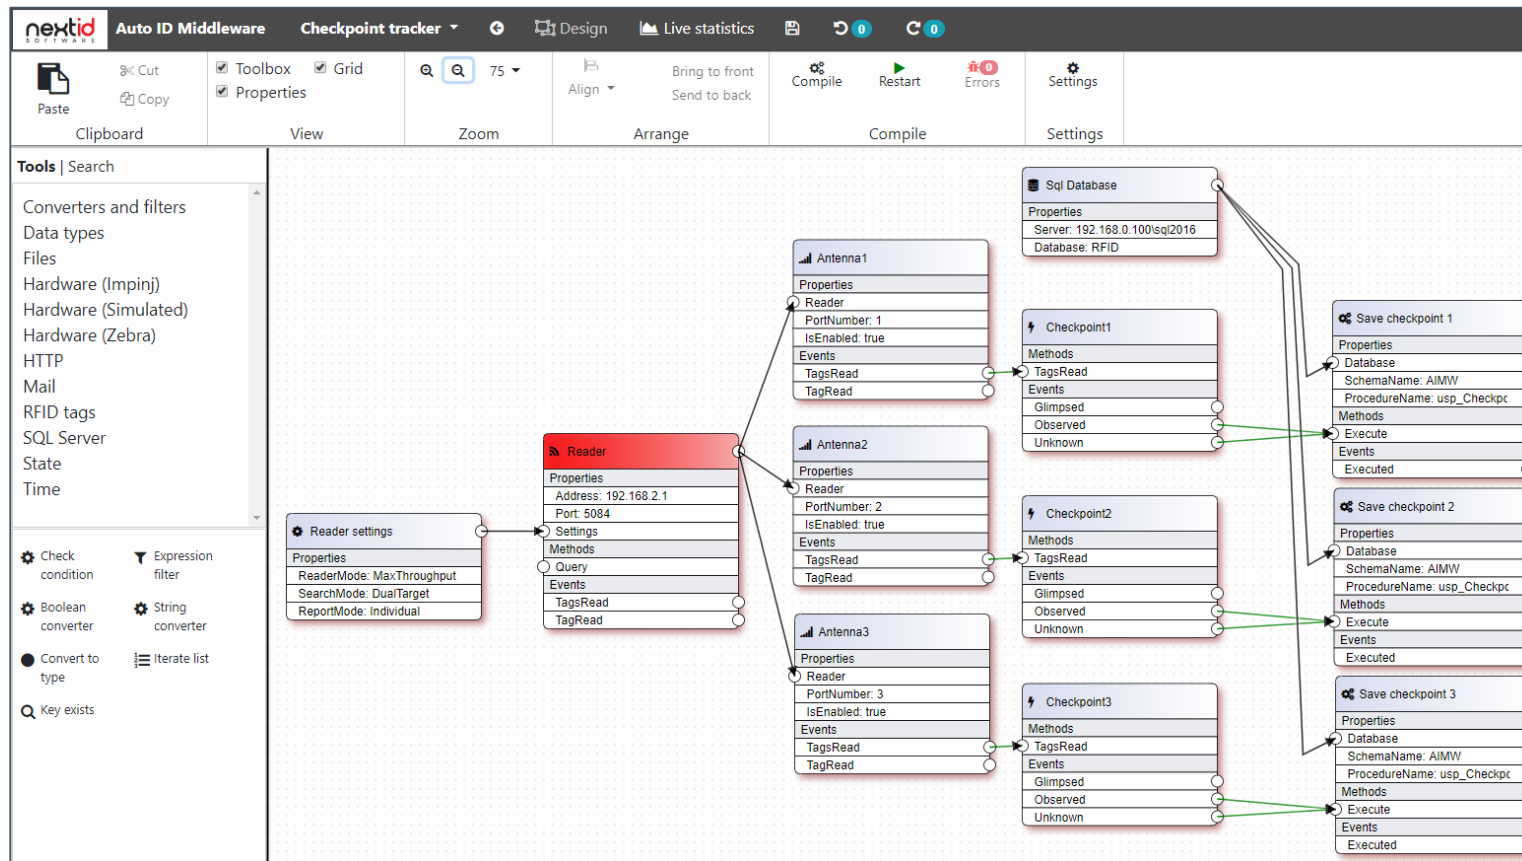 nextid
SOFTWARE
Auto ID Middleware
Checkpoint tracker
Design
Live statistics
0
0
Paste
Cut
Copy
Clipboard
Toolbox
Grid
Properties
View
75
Zoom
Align
Bring to front
Send to back
Arrange
Compile
Restart
0
Errors
Compile
Settings
Settings
Tools | Search
Converters and filters
Data types
Files
Hardware (Impinj)
Hardware (Simulated)
Hardware (Zebra)
HTTP
Mail
RFID tags
SQL Server
State
Time
Check
condition
Expression
filter
Boolean
converter
String
converter
Convert to
type
Iterate list
Key exists
Reader settings
Properties
ReaderMode: MaxThroughput
SearchMode: DualTarget
ReportMode: Individual
Reader
Properties
Address: 192.168.2.1
Port: 5084
Settings
Methods
Query
Events
TagsRead
TagRead
Antenna1
Properties
Reader
PortNumber: 1
IsEnabled: true
Events
TagsRead
TagRead
Antenna2
Properties
Reader
PortNumber: 2
IsEnabled: true
Events
TagsRead
TagRead
Antenna3
Properties
Reader
PortNumber: 3
IsEnabled: true
Events
TagsRead
TagRead
Sql Database
Properties
Server: 192.168.0.100\sql2016
Database: RFID
Checkpoint1
Methods
TagsRead
Events
Glimpsed
Observed
Unknown
Checkpoint2
Methods
TagsRead
Events
Glimpsed
Observed
Unknown
Checkpoint3
Methods
TagsRead
Events
Glimpsed
Observed
Unknown
Save checkpoint 1
Properties
Database
SchemaName: AIMW
ProcedureName: usp_Checkpc
Methods
Execute
Events
Executed
Save checkpoint 2
Properties
Database
SchemaName: AIMW
ProcedureName: usp_Checkpc
Methods
Execute
Events
Executed
Save checkpoint 3
Properties
Database
SchemaName: AIMW
ProcedureName: usp_Checkpc
Methods
Execute
Events
Executed